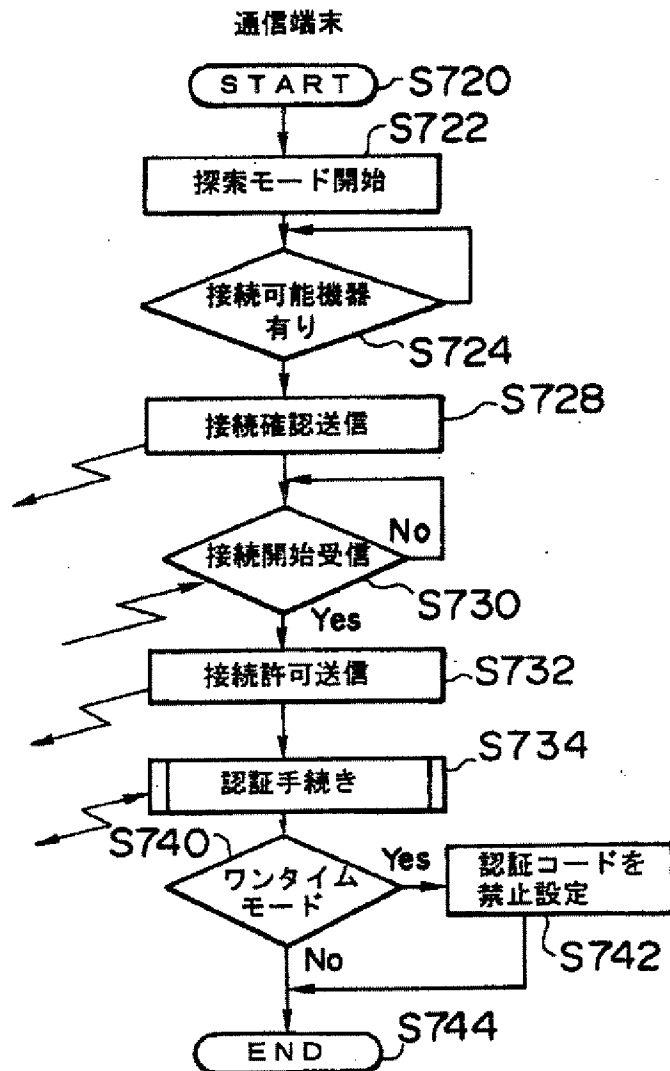 通信端末
START
S720
S722
探索モード開始
接続可能機器
有り
S724
接続確認送信
S728
接続開始受信
No
S730
Yes
接続許可送信
S732
認証手続き
S734
S740
ワンタイム
モード
Yes
認証コードを
禁止設定
S742
No
END
S744